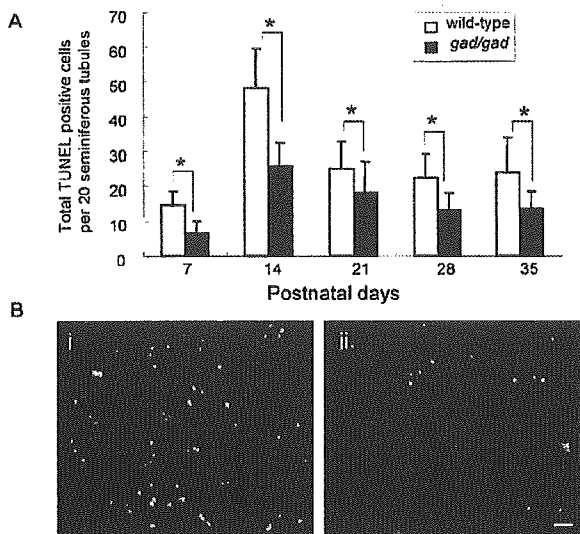 A
70
60
50
40
30
20
10
0
Total TUNEL positive cells
per 20 seminiferous tubules
wild-type
gad/gad
*
*
*
*
*
7 14 21 28 35
Postnatal days
B
i
ii